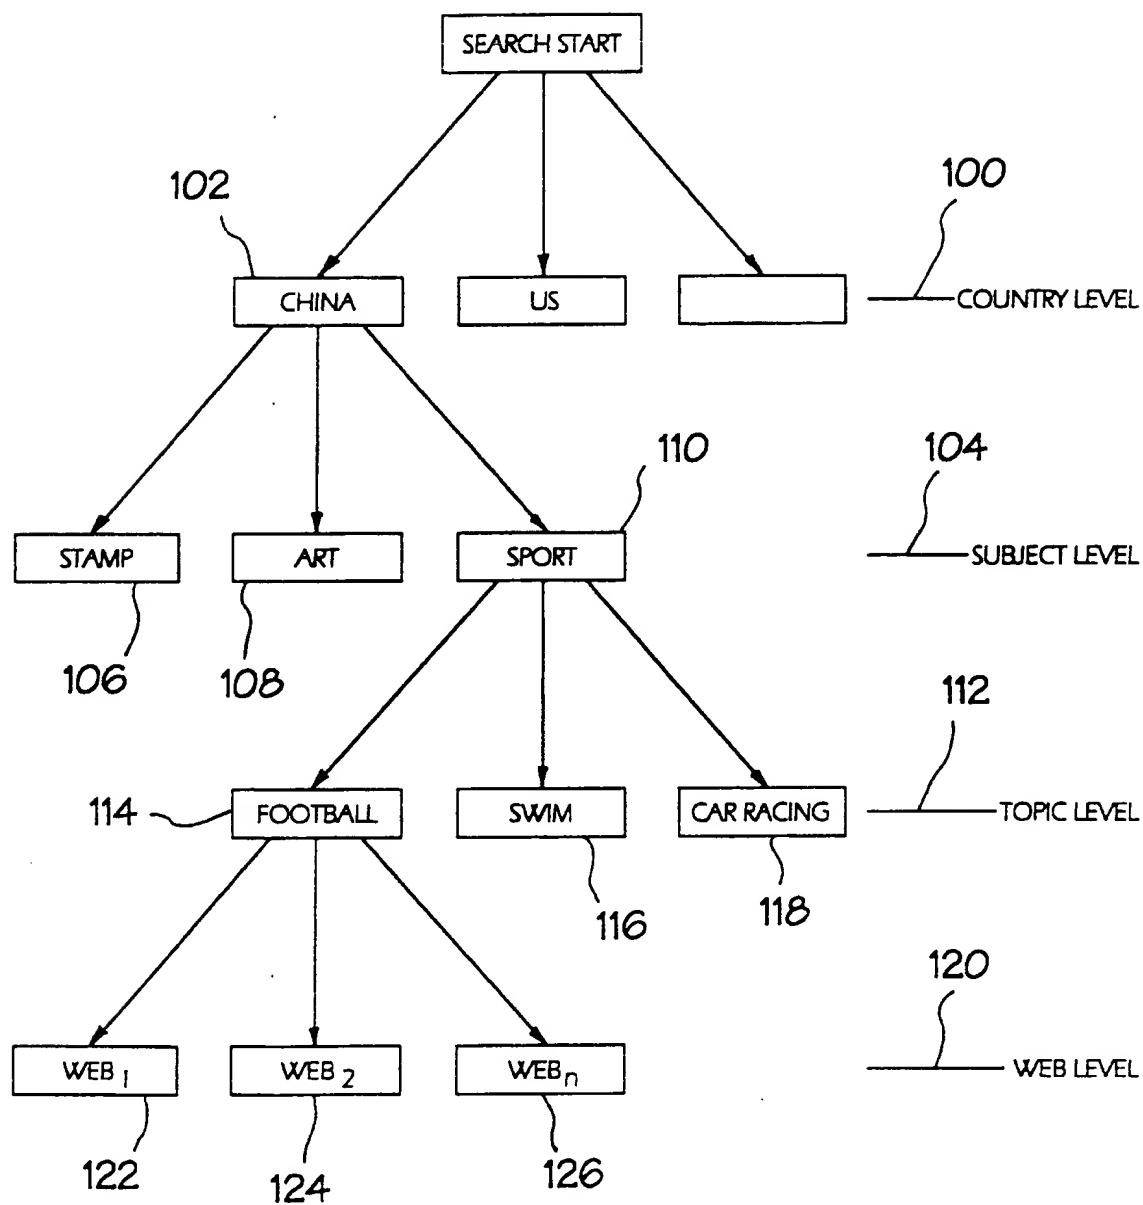 SEARCH START
102
100
CHINA
US
COUNTRY LEVEL
110
104
STAMP
ART
SPORT
SUBJECT LEVEL
106
108
112
114
FOOTBALL
SWIM
CAR RACING
TOPIC LEVEL
116
118
120
WEB 1
WEB 2
WEB n
WEB LEVEL
122
124
126